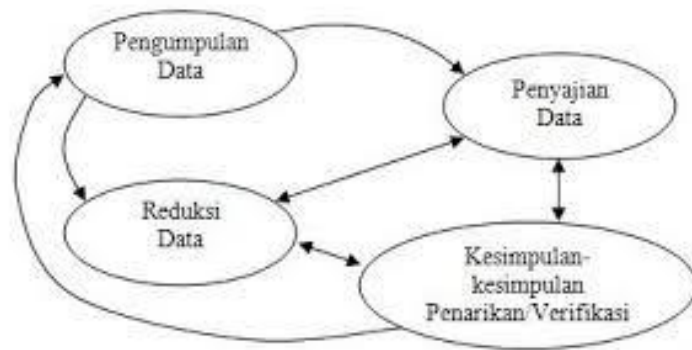 Pengumpulan
Data
Penyajian
Data
Reduksi
Data
Kesimpulan-
kesimpulan
Penarikan/Verifikasi